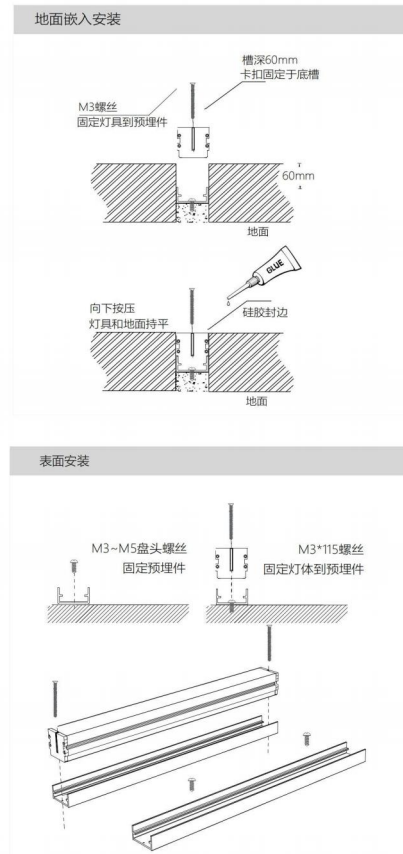 地面嵌入安装
槽深60mm
卡扣固定于底槽
M3螺丝
固定灯具到预埋件
60mm
地面
GLUE
向下按压
灯具和地面持平
硅胶封边
地面
表面安装
M3~M5盘头螺丝
固定预埋件
M3*115螺丝
固定灯体到预埋件